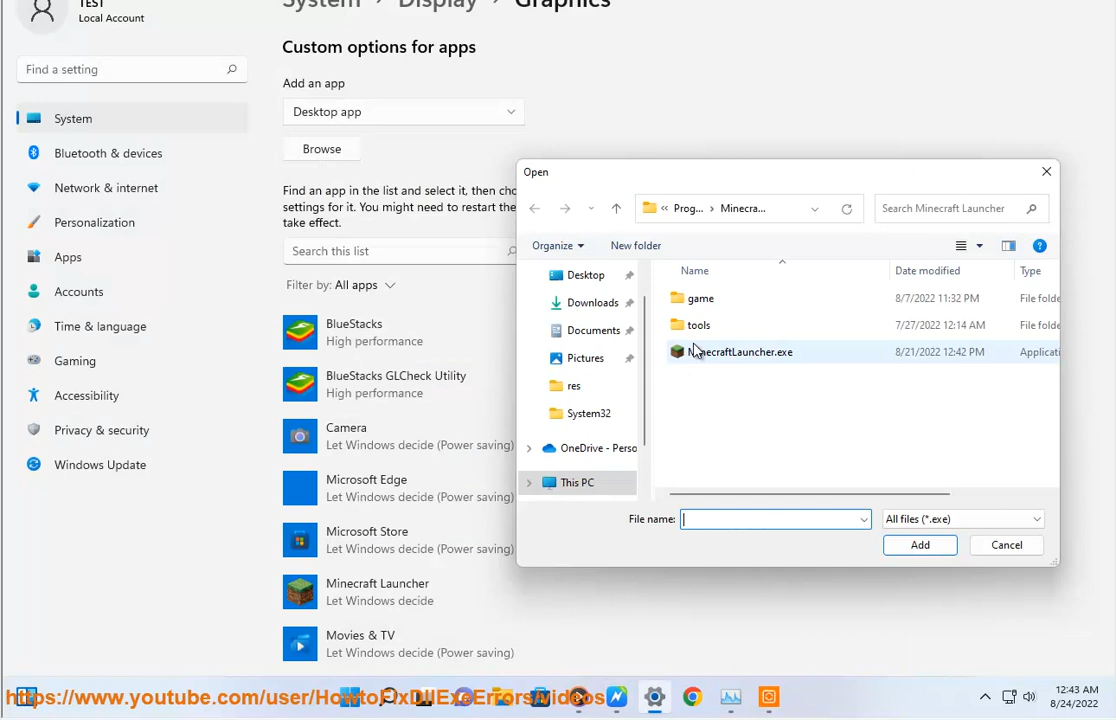 TEST
Local Account
System > Display > Graphics
Find a setting
System
Bluetooth & devices
Network & internet
Personalization
Apps
Accounts
Time & language
Gaming
Accessibility
Privacy & security
Windows Update
Custom options for apps
Add an app
Desktop app
Browse
Find an app in the list and select it, then cho
settings for it. You might need to restart the
take effect.
Search this list
Filter by: All apps
BlueStacks
High performance
BlueStacks GLCheck Utility
High performance
Camera
Let Windows decide (Power saving)
Microsoft Edge
Let Windows decide (Power saving)
Microsoft Store
Let Windows decide (Power saving)
Minecraft Launcher
Let Windows decide
Movies & TV
Let Windows decide (Power saving)
Open
« Prog... > Minecra...
Search Minecraft Launcher
Organize
New folder
Desktop
Downloads
Documents
Pictures
res
System32
OneDrive - Perso
This PC
Name Date modified Type
game 8/7/2022 11:32 PM File folde
tools 7/27/2022 12:14 AM File folde
MinecraftLauncher.exe 8/21/2022 12:42 PM Applicati
File name:
All files (*.exe)
Add
Cancel
https://www.youtube.com/user/HowtoFixDllExeErrors/videos
12:43 AM
8/24/2022